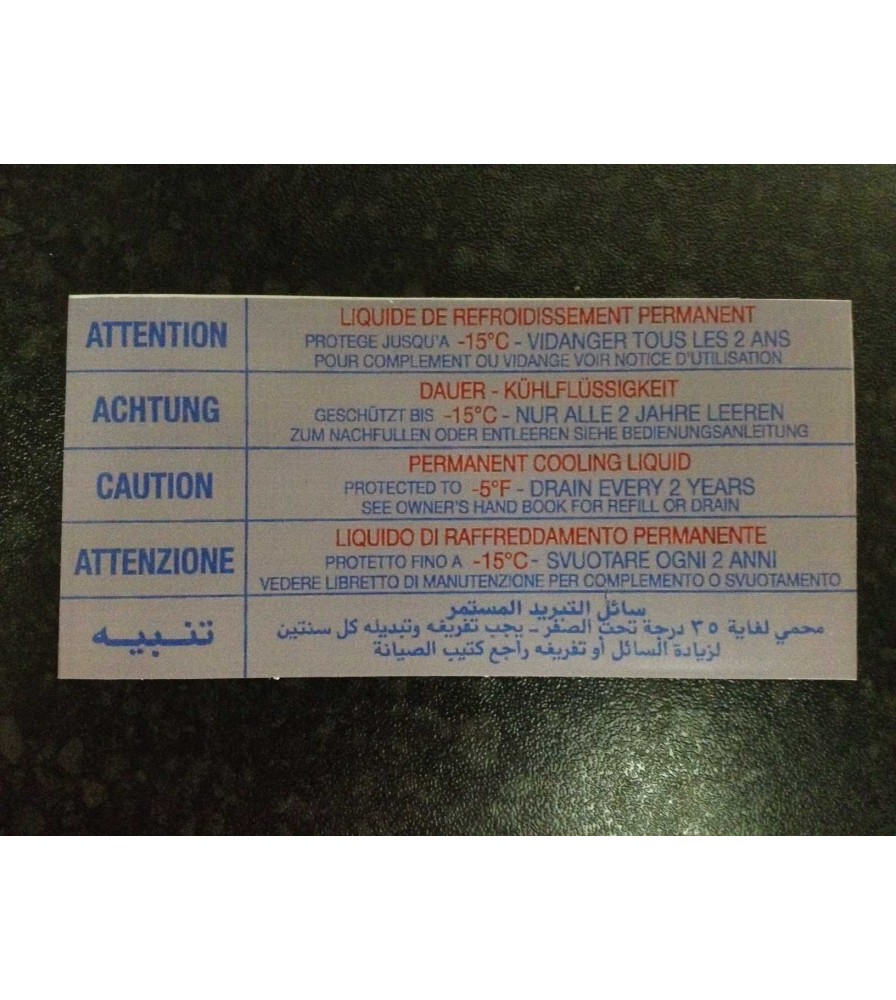 ATTENTION
LIQUIDE DE REFROIDISSEMENT PERMANENT
PROTEGE JUSQU'A -15°C - VIDANGER TOUS LES 2 ANS
POUR COMPLEMENT OU VIDANGE VOIR NOTICE D'UTILISATION
ACHTUNG
DAUER - KÜHLFLÜSSIGKEIT
GESCHÜTZT BIS -15°C - NUR ALLE 2 JAHRE LEEREN
ZUM NACHFULLEN ODER ENTLEEREN SIEHE BEDIENUNGSANLEITUNG
CAUTION
PERMANENT COOLING LIQUID
PROTECTED TO -5°F - DRAIN EVERY 2 YEARS
SEE OWNER'S HAND BOOK FOR REFILL OR DRAIN
ATTENZIONE
LIQUIDO DI RAFFREDDAMENTO PERMANENTE
PROTETTO FINO A -15°C - SVUOTARE OGNI 2 ANNI
VEDERE LIBRETTO DI MANUTENZIONE PER COMPLEMENTO O SVUOTAMENTO
تنبيه
سائل التبريد المستمر
محمي لغاية ٣٥ درجة تحت الصفر - يجب تفريغه وتبديله كل سنتين
لزيادة السائل أو تفريغه راجع كتيب الصيانة